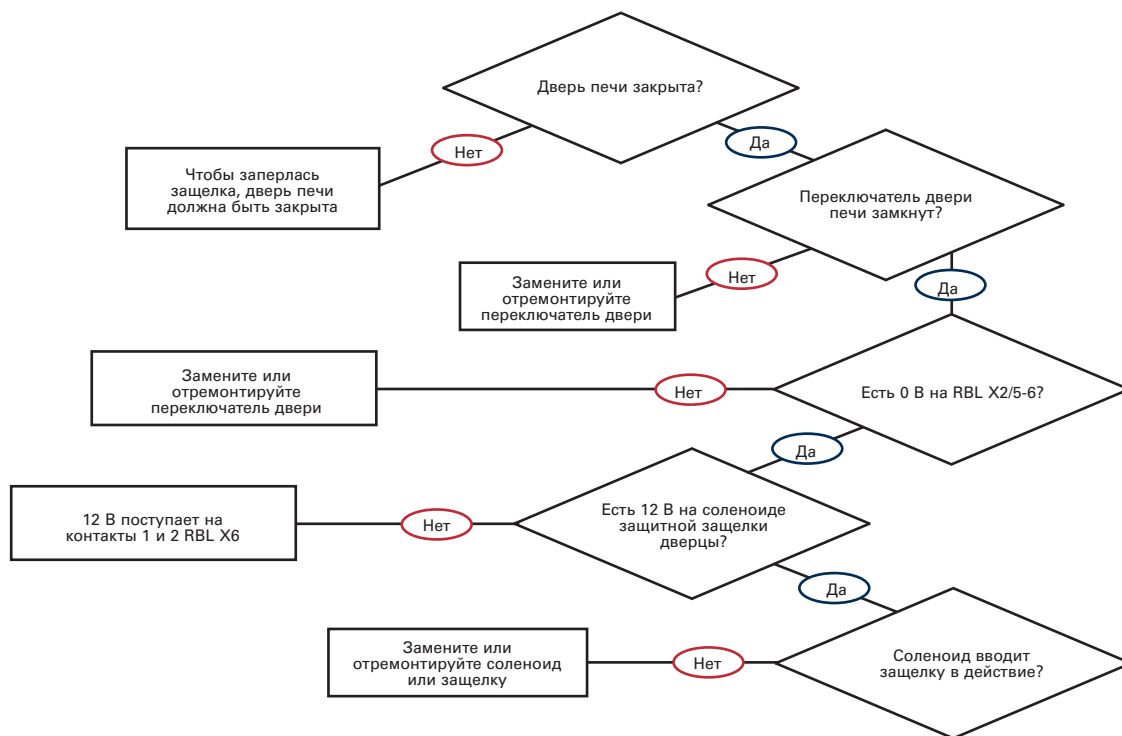 Дверь печи закрыта?
Нет
Да
Чтобы заперлась
защелка, дверь печи
должна быть закрыта
Переключатель двери
печи замкнут?
Нет
Да
Замените или
отремонтируйте
переключатель двери
Замените или
отремонтируйте
переключатель двери
Нет
Есть 0 В на RBL X2/5-6?
Да
12 В поступает на
контакты 1 и 2 RBL X6
Нет
Есть 12 В на соленоиде
защитной защелки
дверцы?
Да
Замените или
отремонтируйте соленоид
или защелку
Нет
Соленоид вводит
защелку в действие?